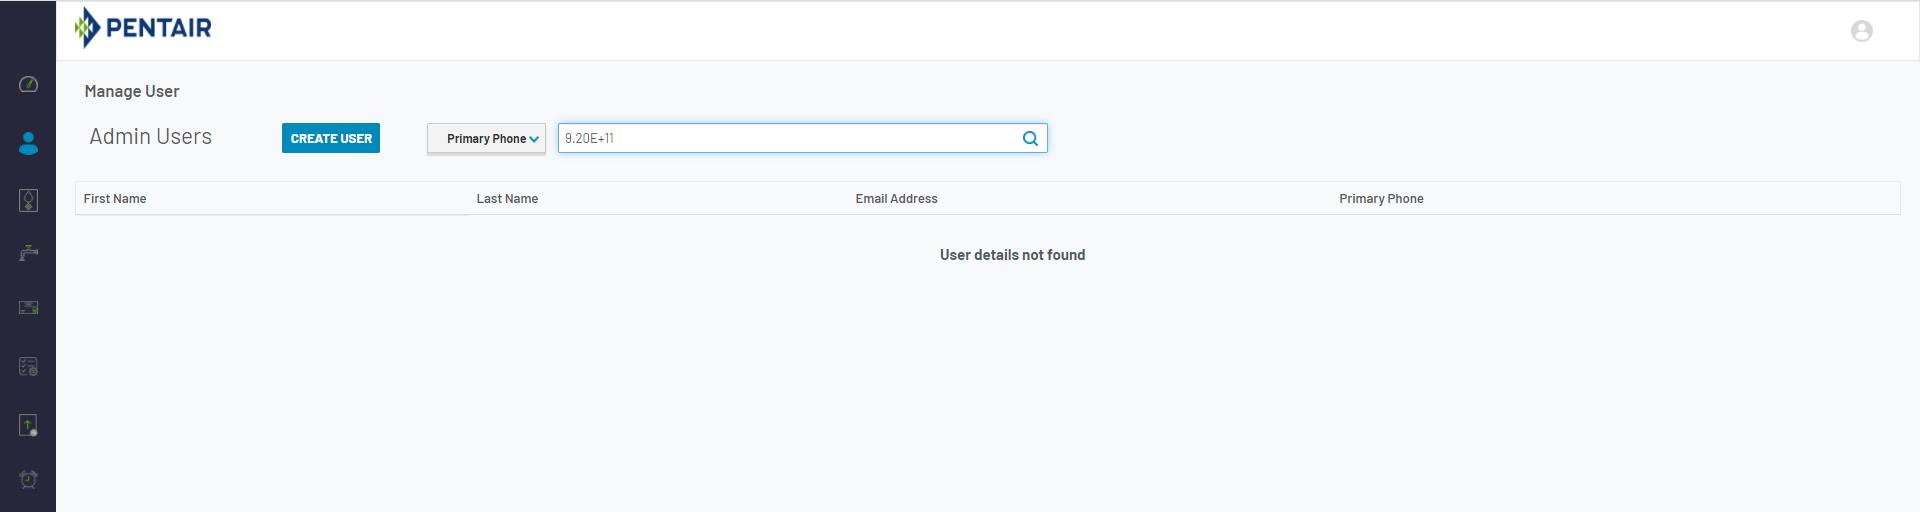 PENTAIR
Manage User
Admin Users
CREATE USER
Primary Phone
9.20E+11
First Name Last Name Email Address Primary Phone
User details not found